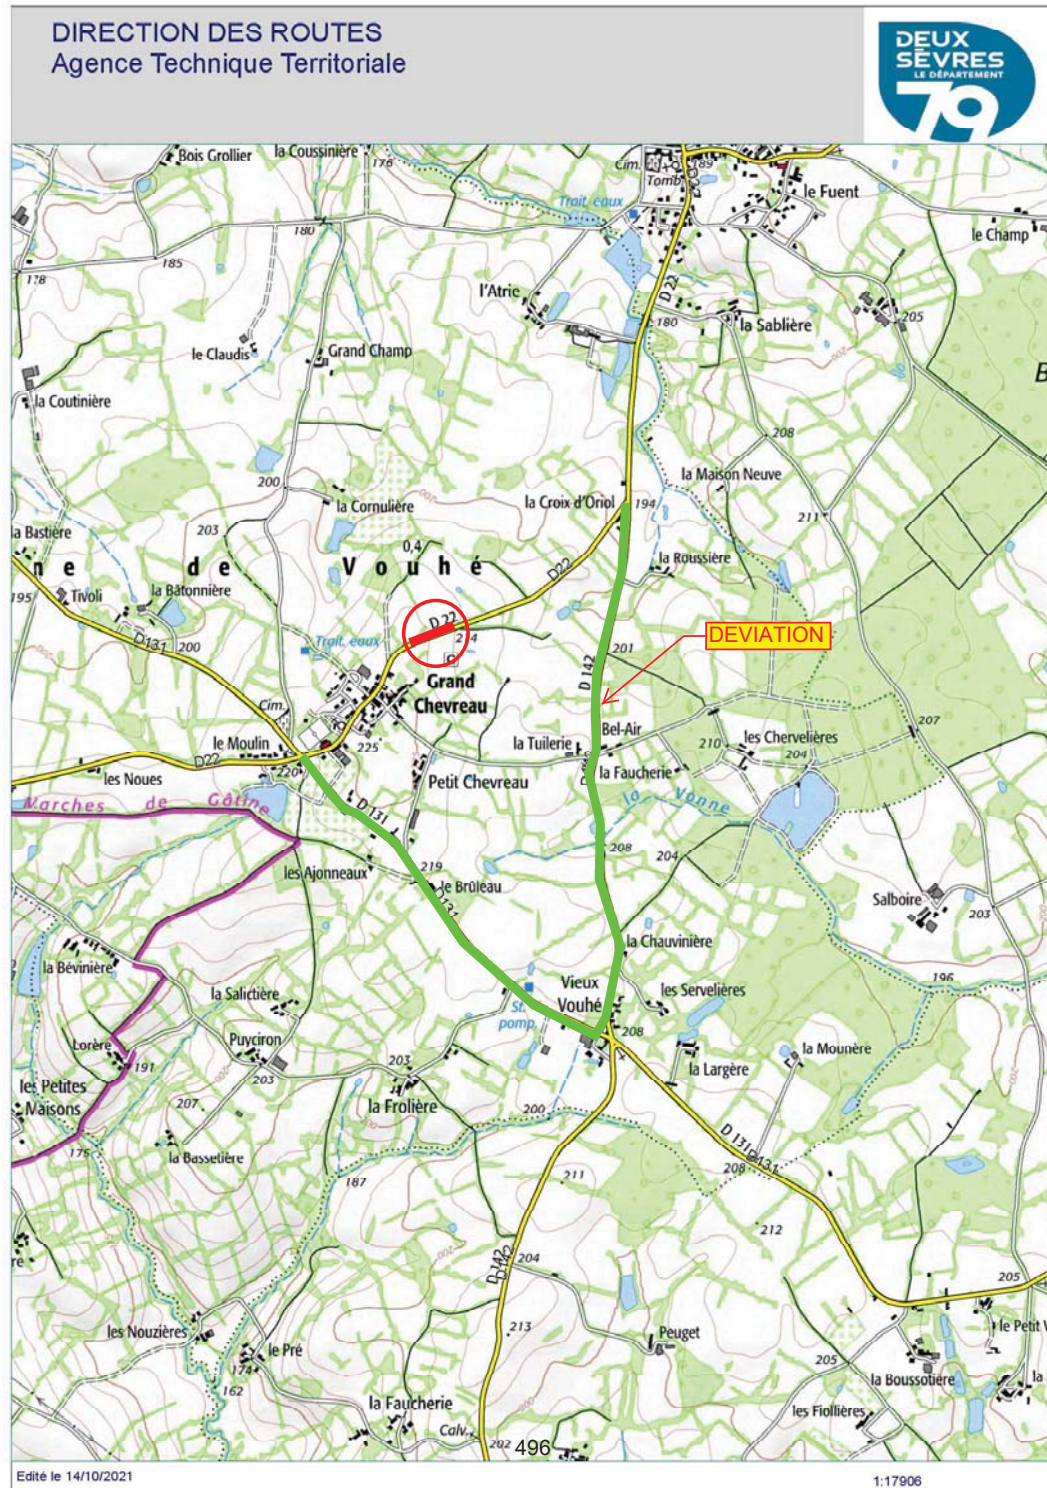 DIRECTION DES ROUTES
Agence Technique Territoriale
DEUX
SÈVRES
LE DÉPARTEMENT
79
Bois Grollier
la Coussinière
176
Cim.
Tomb.
189
le Fuent
Trait. eaux
180
le Champ
185
178
l'Atrie
D 22
180
la Sablière
205
le Claudis
Grand Champ
la Coutinière
208
la Maison Neuve
200
la Cornulière
la Croix d'Oriol
194
203
211
la Bastière
0,4
la Roussière
ne de Vouhé
D22
195
Tivoli
la Bâtonnière
D 22
214
DEVIATION
D131
200
Trait. eaux
201
D 142
Grand
Chevreau
Cim.
207
le Moulin
225
la Tuilerie
Bel-Air
210
les Chervelières
204
D22
les Noues
220
Petit Chevreau
la Faucherie
Marches de Gâtine
D131
la Vonne
208
204
les Ajonneaux
219
le Brûleau
D131
Salboire
203
la Chauvinière
la Bévinière
196
Vieux
Vouhé
la Salictière
les Servelières
St.
pomp.
Lorère
Puyciron
208
la Mounère
191
203
203
la Largère
les Petites
Maisons
207
la Frolière
200
175
la Bassetière
D 131
D131
208
187
211
212
D 142
D 142
204
205
les Nouzières
213
le Petit V
le Pré
Peuget
205
174
162
la Boussotière
la Faucherie
les Fiollières
Calv.
202
496
Edité le 14/10/2021
1:17906